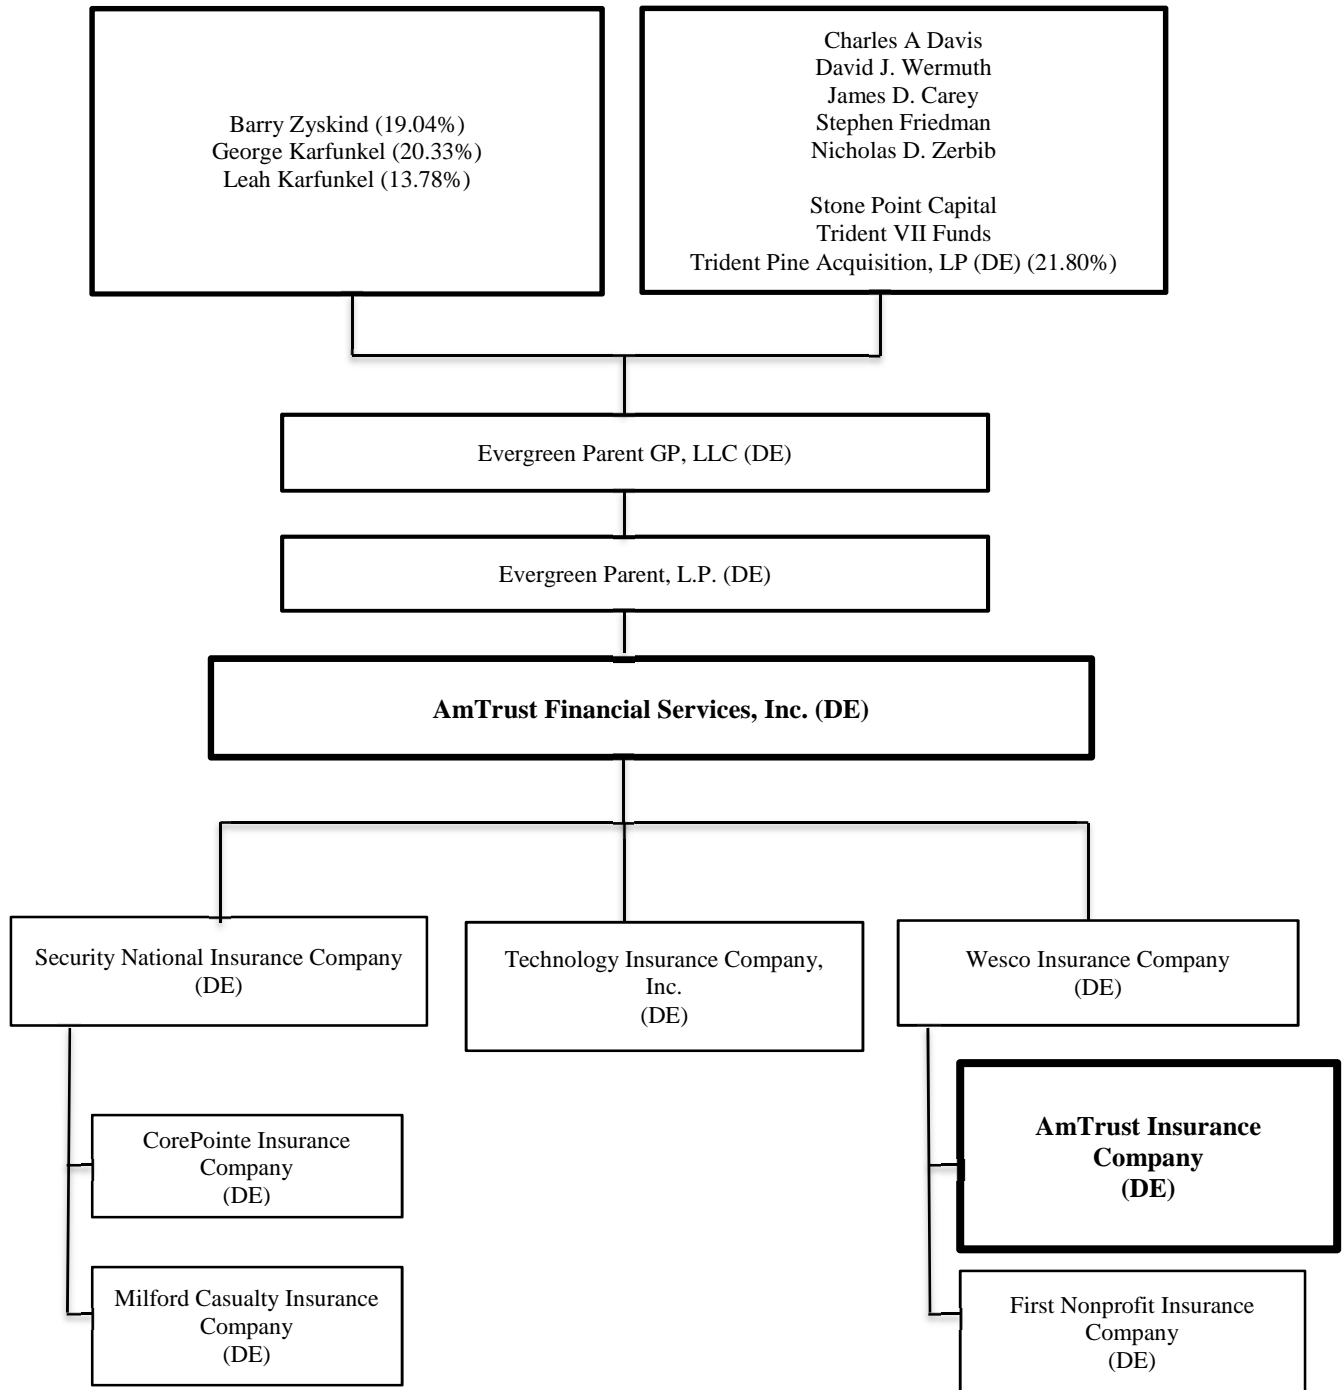 Barry Zyskind (19.04%)
George Karfunkel (20.33%)
Leah Karfunkel (13.78%)
Charles A Davis
David J. Wermuth
James D. Carey
Stephen Friedman
Nicholas D. Zerbib
Stone Point Capital
Trident VII Funds
Trident Pine Acquisition, LP (DE) (21.80%)
Evergreen Parent GP, LLC (DE)
Evergreen Parent, L.P. (DE)
AmTrust Financial Services, Inc. (DE)
Security National Insurance Company
(DE)
Technology Insurance Company,
Inc.
(DE)
Wesco Insurance Company
(DE)
CorePointe Insurance
Company
(DE)
AmTrust Insurance
Company
(DE)
Milford Casualty Insurance
Company
(DE)
First Nonprofit Insurance
Company
(DE)